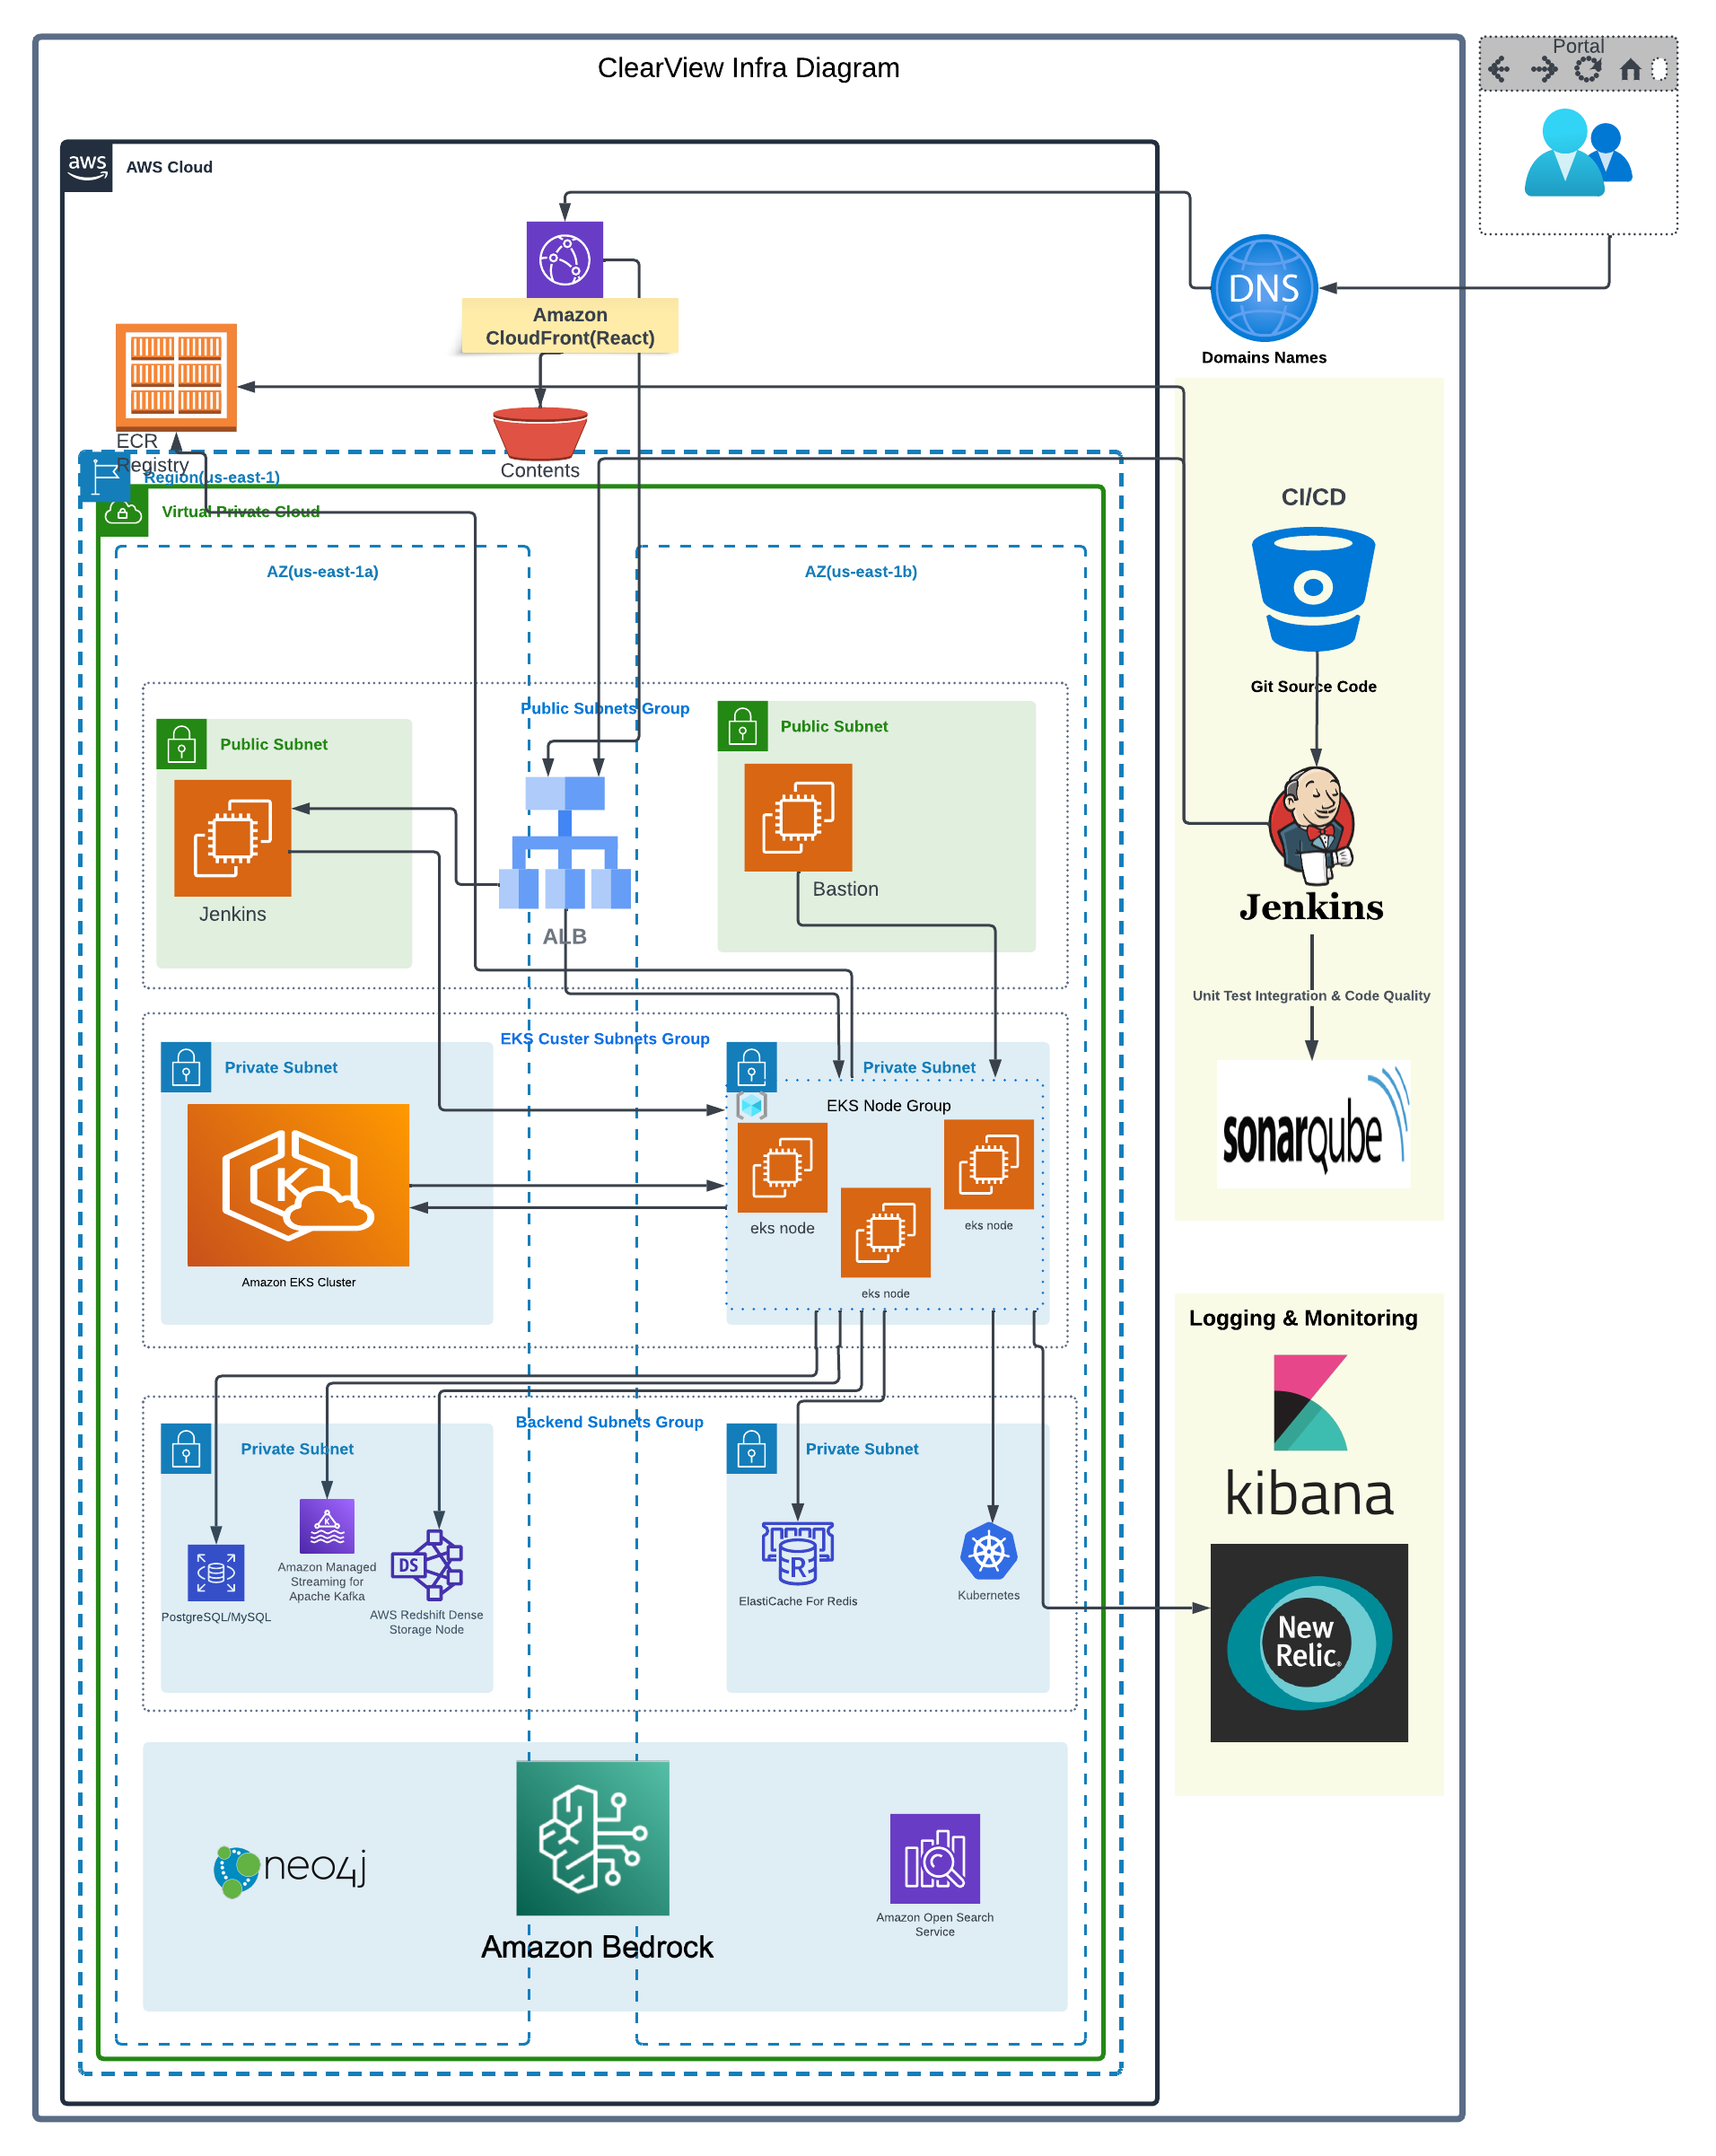 ClearView Infra Diagram
Portal
aws
AWS Cloud
DNS
Domains Names
Amazon
CloudFront(React)
ECR
Registry
Contents
Region(us-east-1)
Virtual Private Cloud
CI/CD
Git Source Code
AZ(us-east-1a)
AZ(us-east-1b)
Public Subnets Group
Public Subnet
Public Subnet
Jenkins
ALB
Bastion
Jenkins
Unit Test Integration & Code Quality
sonarqube
EKS Custer Subnets Group
Private Subnet
Private Subnet
EKS Node Group
K
eks node
eks node
eks node
Amazon EKS Cluster
Logging & Monitoring
kibana
New
Relic®
Backend Subnets Group
Private Subnet
Private Subnet
K
Amazon Managed
Streaming for
Apache Kafka
DS
PostgreSQL/MySQL
AWS Redshift Dense
Storage Node
R
ElastiCache For Redis
Kubernetes
neo4j
Amazon Bedrock
Amazon Open Search
Service